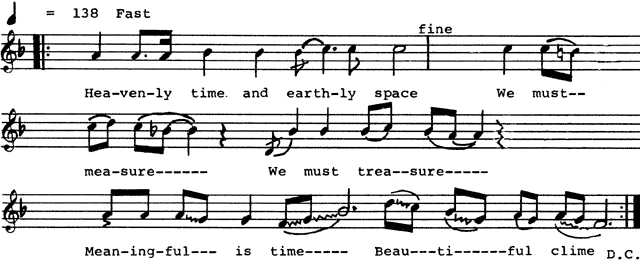 = 138 Fast
fine
Hea-ven-ly time and earth-ly space We must--
mea-sure------ We must trea--sure-----
Mean-ing-ful--- is time----- Beau---ti------ful clime D.C.